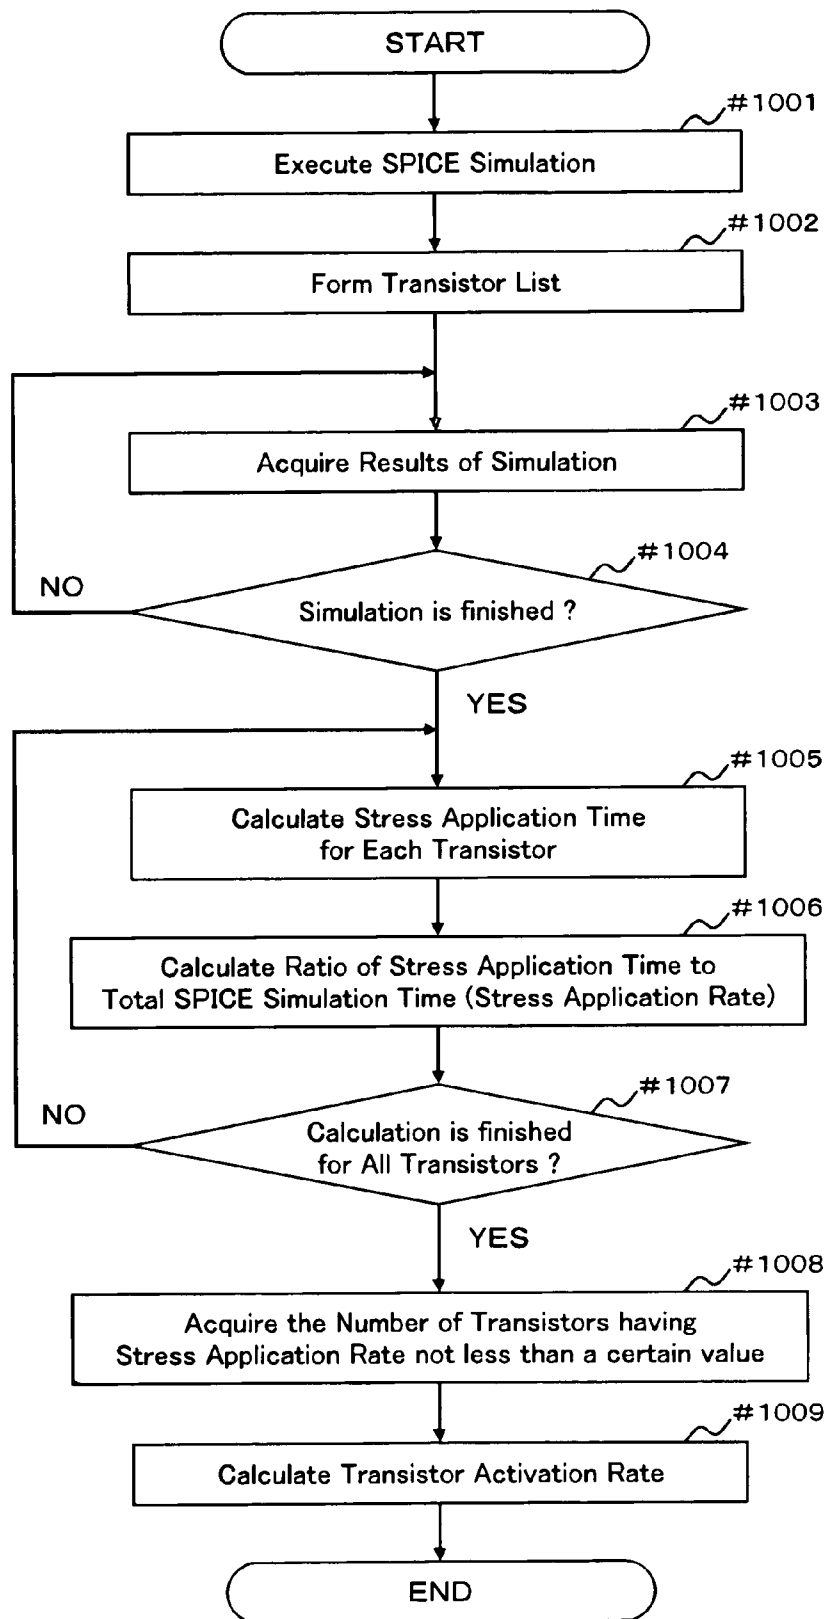 START
#1001
Execute SPICE Simulation
#1002
Form Transistor List
#1003
Acquire Results of Simulation
#1004
NO
Simulation is finished ?
YES
#1005
Calculate Stress Application Time
for Each Transistor
#1006
Calculate Ratio of Stress Application Time to
Total SPICE Simulation Time (Stress Application Rate)
#1007
NO
Calculation is finished
for All Transistors ?
YES
#1008
Acquire the Number of Transistors having
Stress Application Rate not less than a certain value
#1009
Calculate Transistor Activation Rate
END